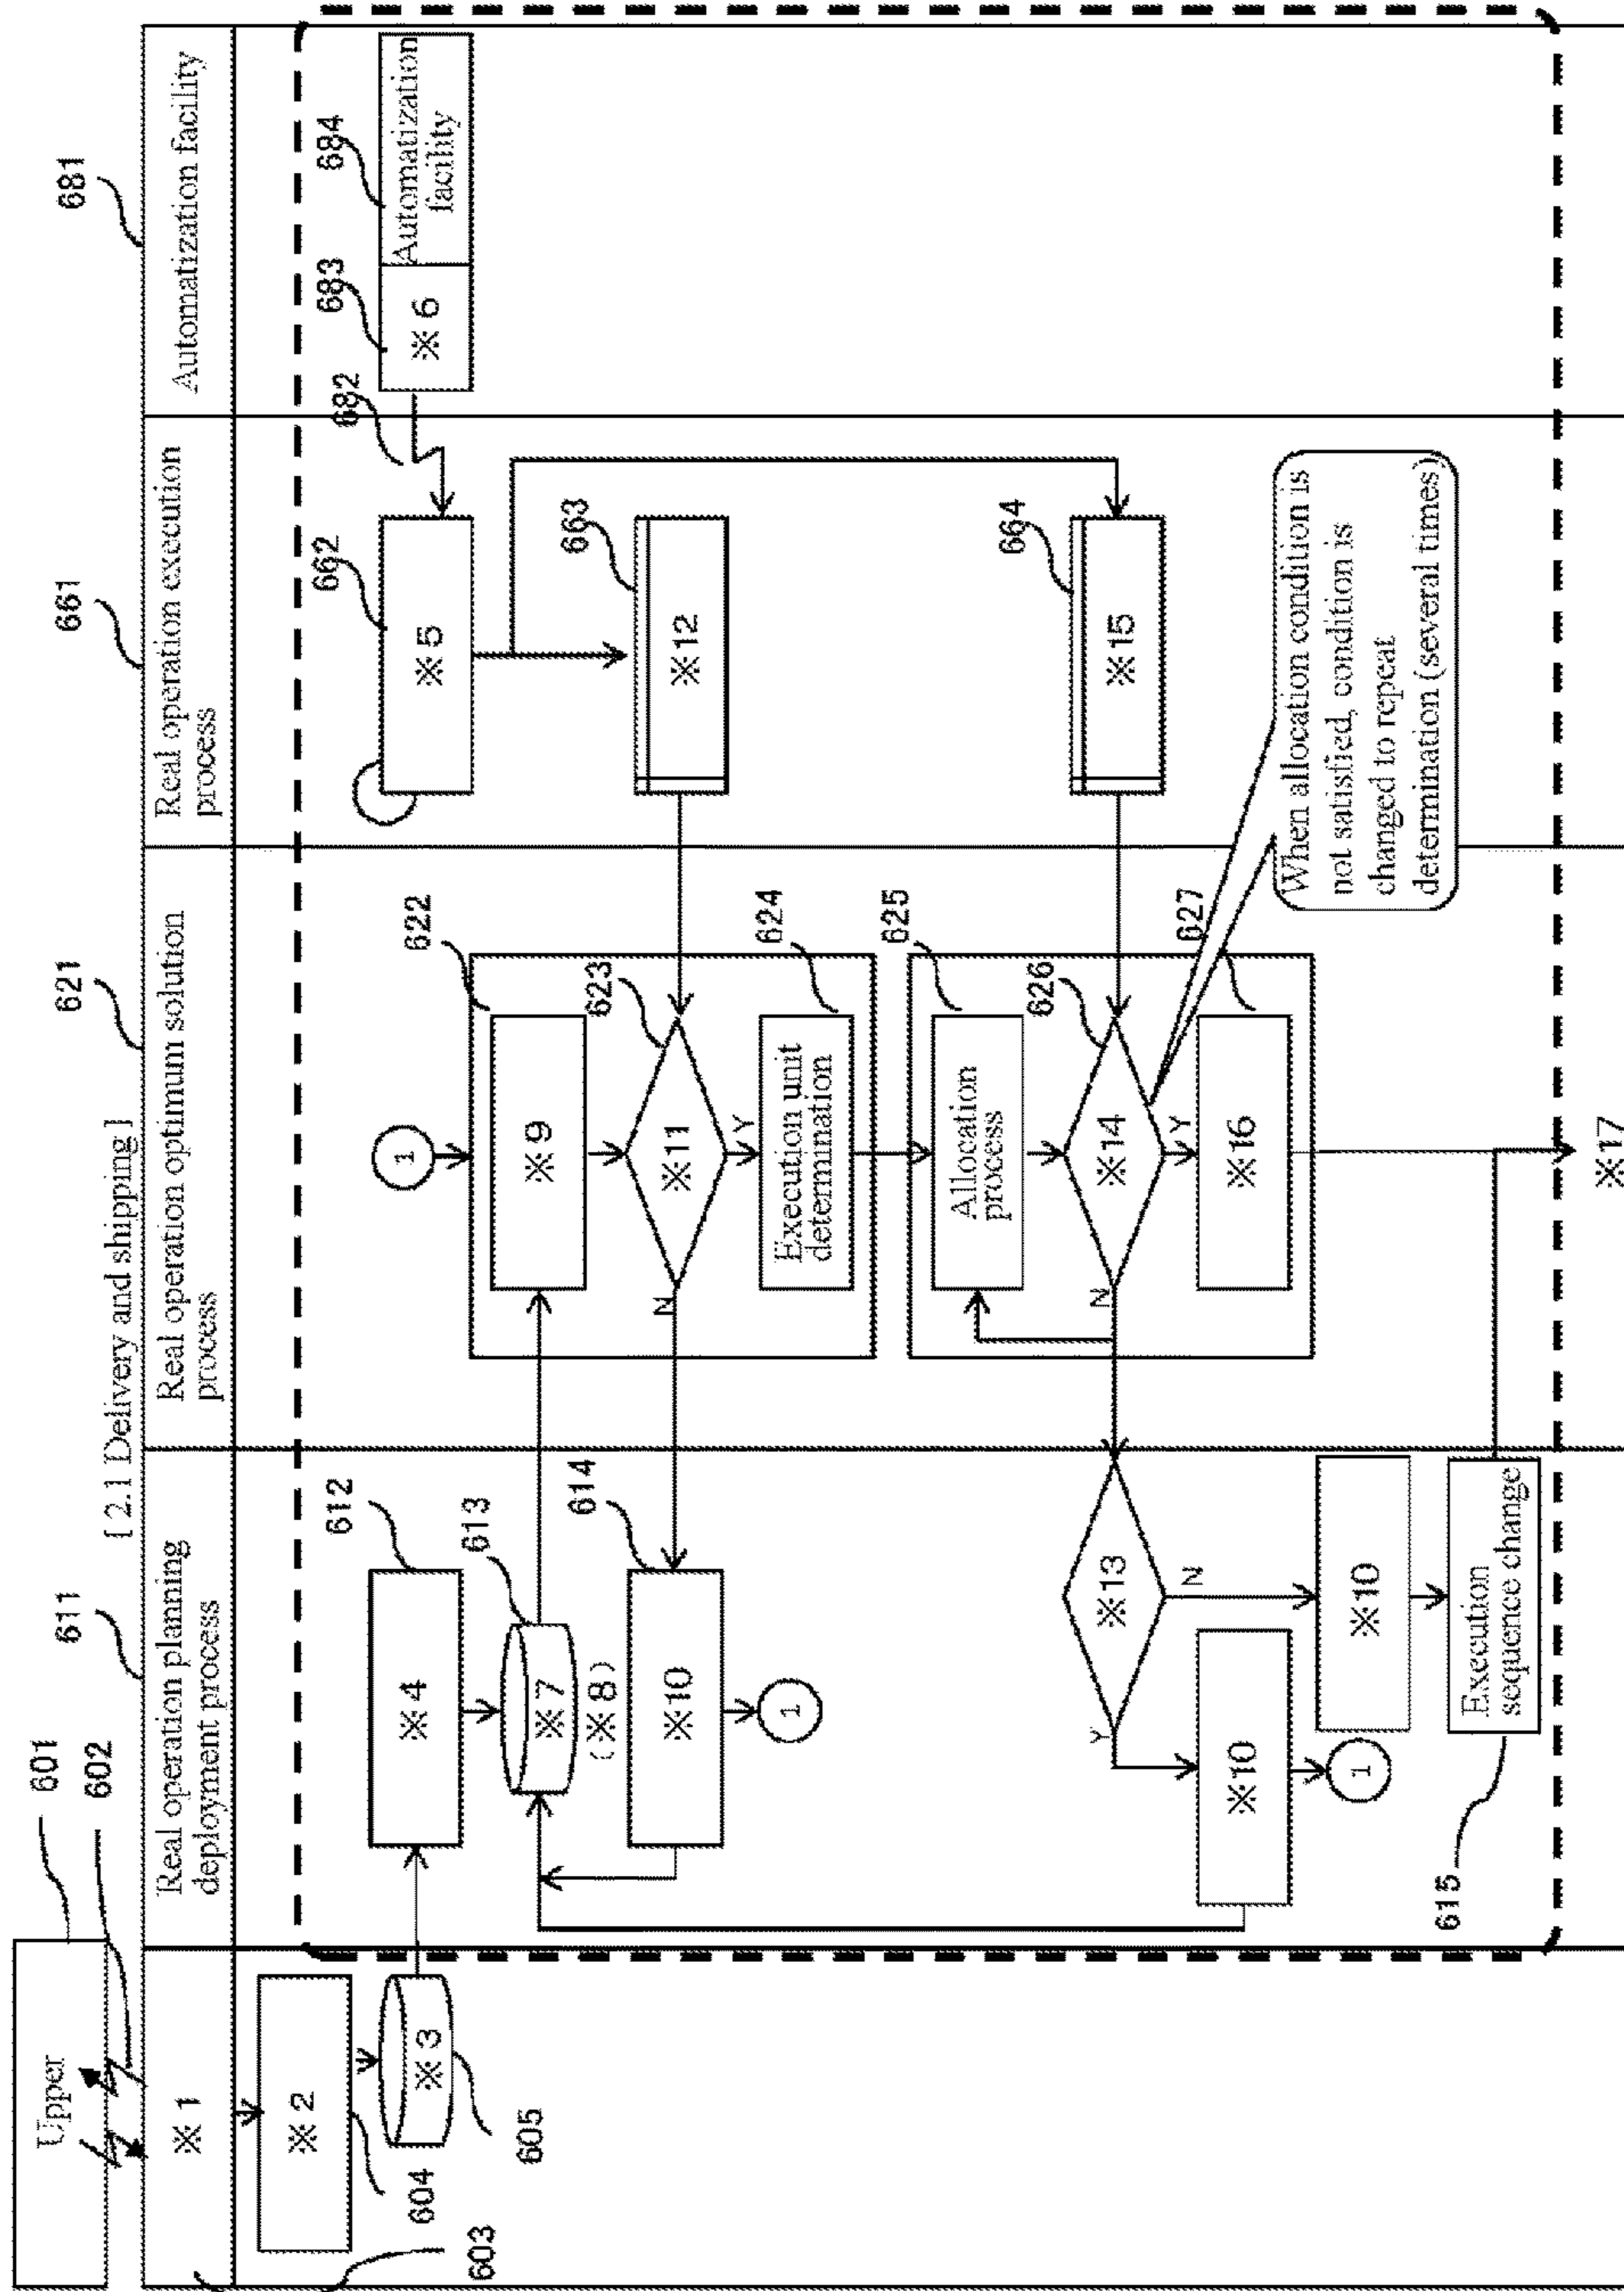 [2.1 Delivery and shipping]
601
Upper
602
603
※1
611
Real operation planning
deployment process
621
Real operation optimum solution
process
661
Real operation execution
process
681
Automatization facility
※2
604
※3
605
※4
612
※7
(※8)
613
※10
614
1
1
※9
622
※11
623
N
Y
Execution unit
determination
624
※5
662
682
※6
683
Automatization
facility
684
※12
663
Allocation
process
625
※14
626
N
Y
※16
627
※15
664
When allocation condition is
not satisfied, condition is
changed to repeat
determination (several times)
※13
Y
N
※10
1
※10
Execution
sequence change
615
※17